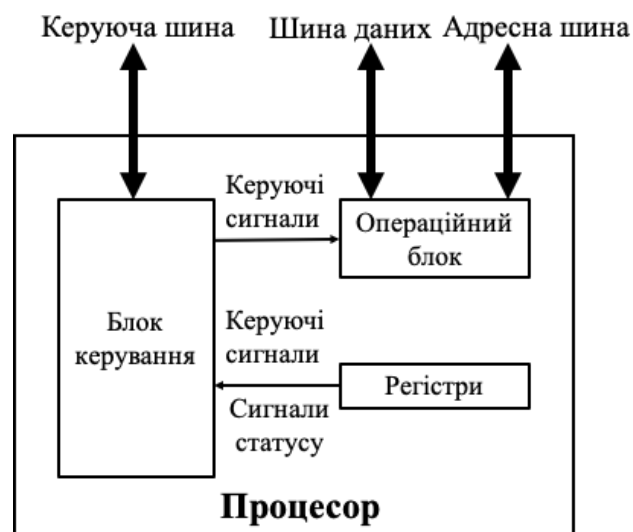 Керуюча шина
Шина даних
Адресна шина
Керуючі
сигнали
Операційний
блок
Блок
керування
Керуючі
сигнали
Регістри
Сигнали
статусу
Процесор